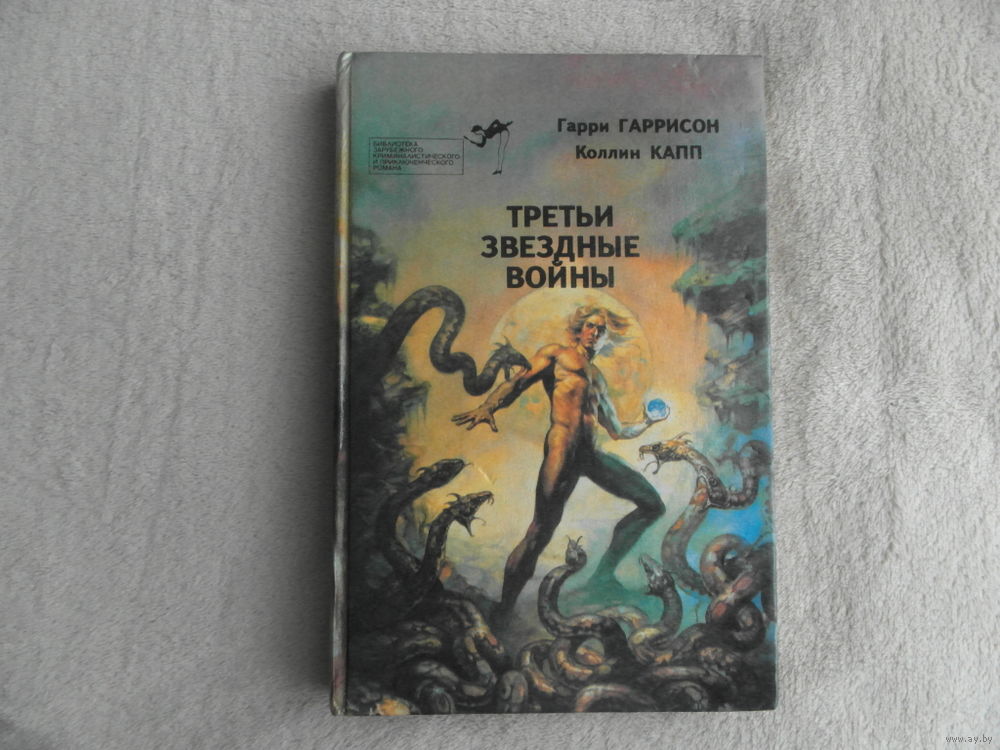 Гарри ГАРРИСОН
Коллин КАПП
БИБЛИОТЕКА
ЗАРУБЕЖНОГО
КРИМИНАЛИСТИЧЕСКОГО
И ПРИКЛЮЧЕНЧЕСКОГО
РОМАНА
ТРЕТЬИ
ЗВЕЗДНЫЕ
ВОЙНЫ
www.ay.by